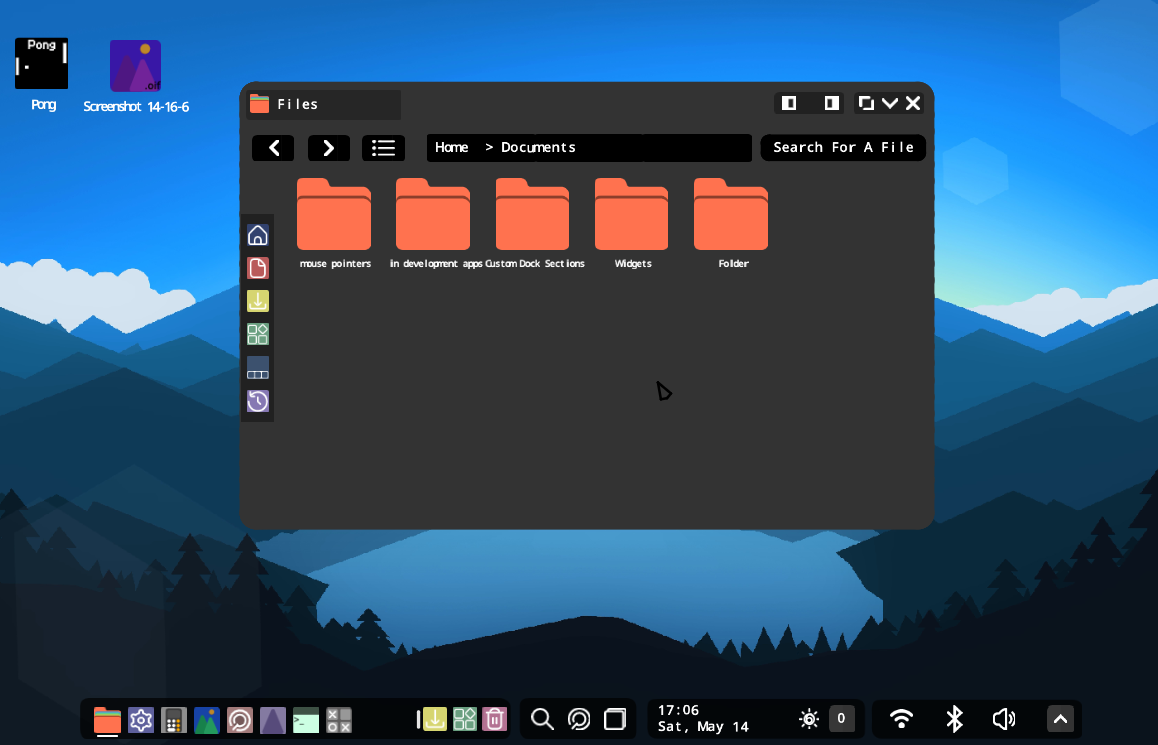 Pong
Pong
Screenshot 14-16-6
.oif
Files
Home > Documents
Search For A File
mouse pointers
in development apps
Custom Dock Sections
Widgets
Folder
17:06
Sat, May 14
0